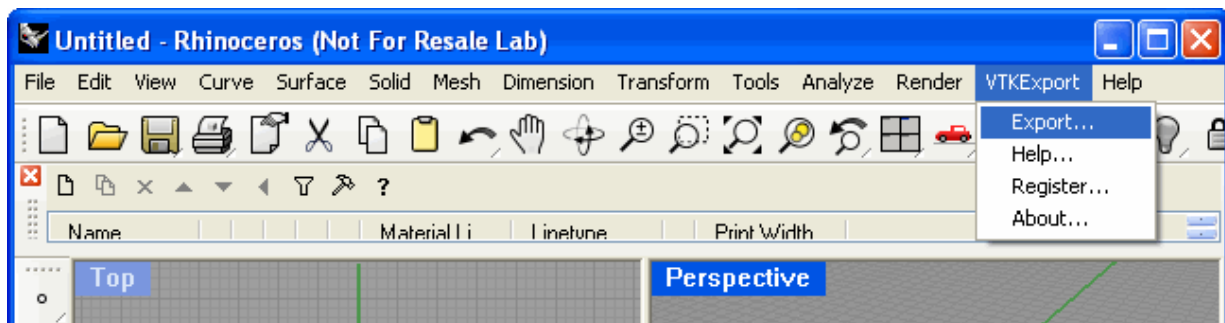 Untitled - Rhinoceros (Not For Resale Lab)
File Edit View Curve Surface Solid Mesh Dimension Transform Tools Analyze Render VTKExport Help
Export...
Help...
Register...
About...
Name Material Li Linetype Print Width
Top Perspective